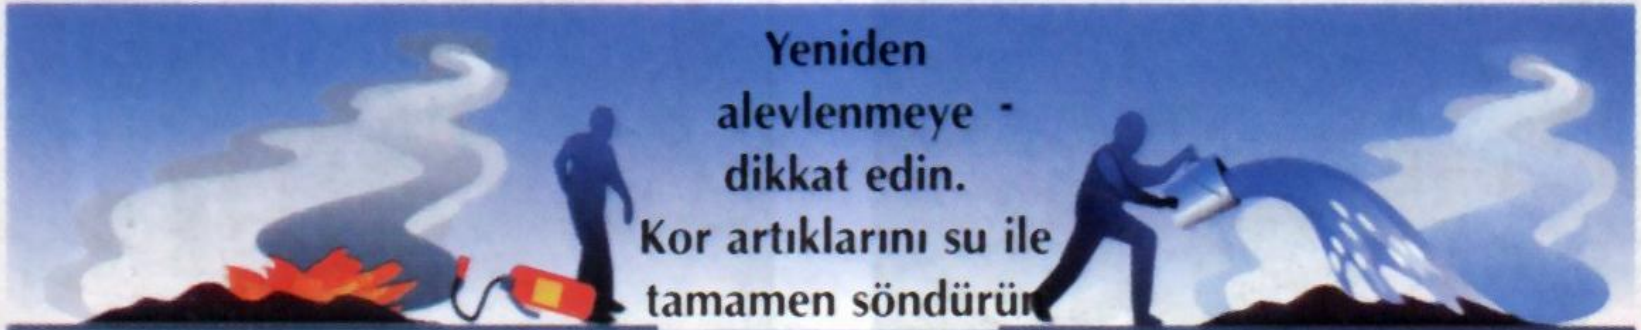 Yeniden
alevlenmeye -
dikkat edin.
Kor artıklarını su ile
tamamen söndürün